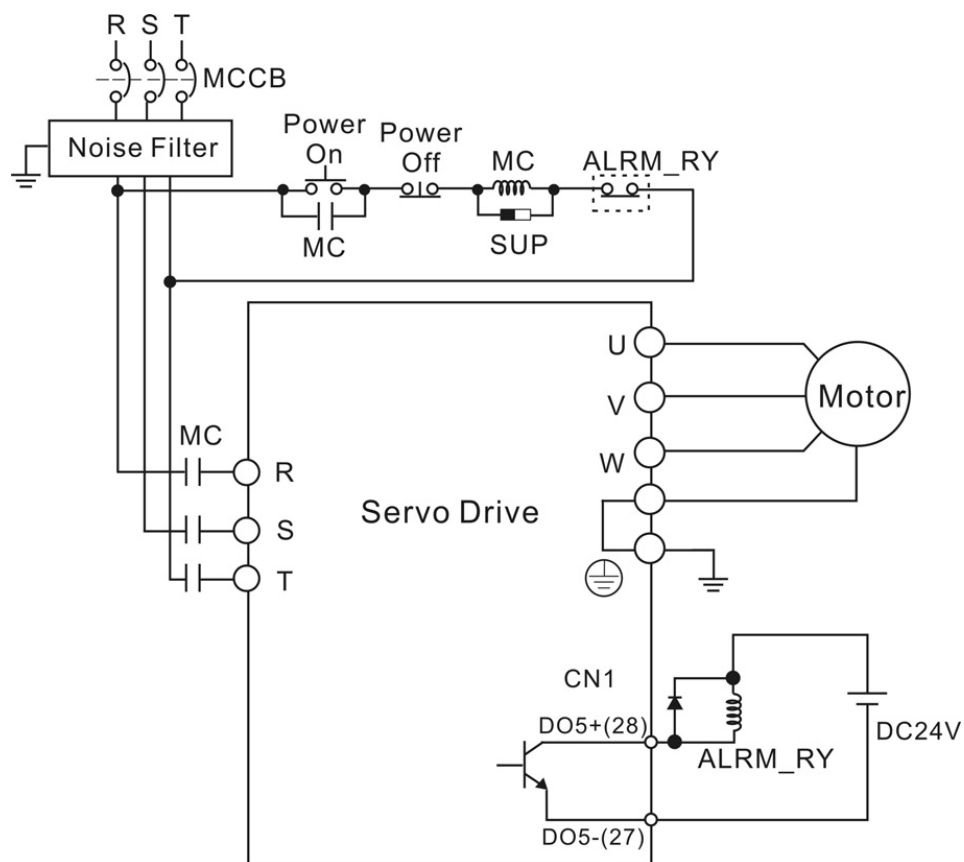 R S T
MCCB
Noise Filter
Power On
Power Off
MC
ALRM_RY
MC
SUP
U
V
W
Motor
MC
R
S
T
Servo Drive
CN1
DO5+(28)
DO5-(27)
ALRM_RY
DC24V